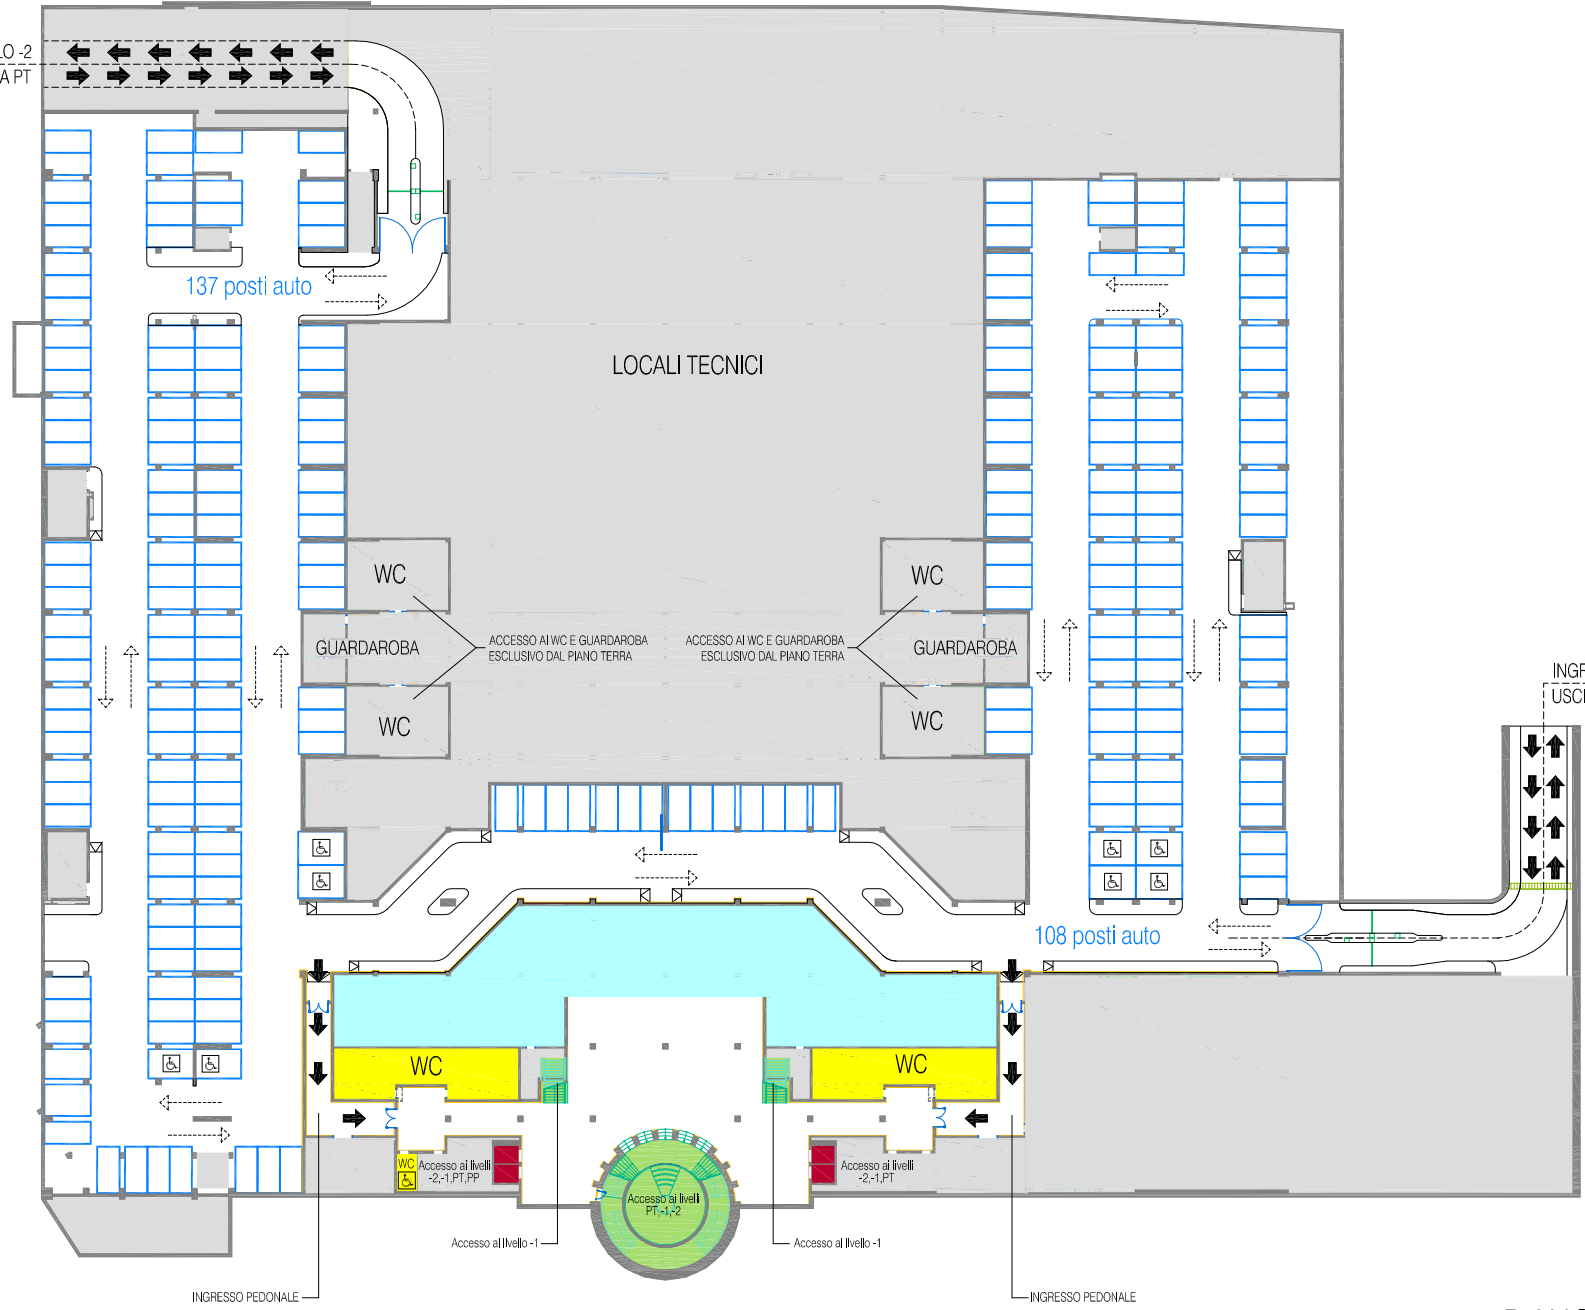 LO -2
A PT
137 posti auto
LOCALI TECNICI
WC
WC
GUARDAROBA
ACCESSO AI WC E GUARDAROBA
ESCLUSIVO DAL PIANO TERRA
ACCESSO AI WC E GUARDAROBA
ESCLUSIVO DAL PIANO TERRA
GUARDAROBA
WC
WC
INGR
USCI
108 posti auto
WC
WC
WC
Accesso ai livelli
-2,-1,PT,PP
Accesso ai livelli
-2,-1,PT
Accesso ai livelli
PT,-1,-2
Accesso al livello -1
Accesso al livello -1
INGRESSO PEDONALE
INGRESSO PEDONALE